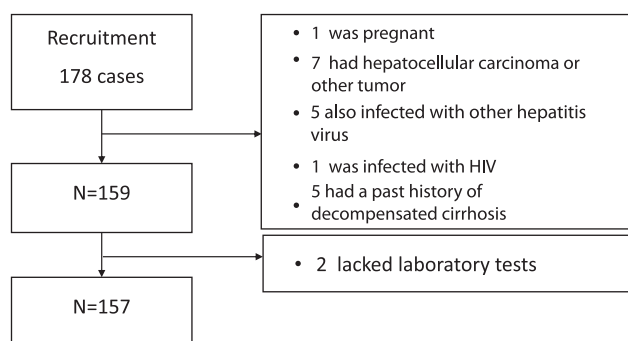 Recruitment
178 cases
• 1 was pregnant
• 7 had hepatocellular carcinoma or
other tumor
• 5 also infected with other hepatitis
virus
• 1 was infected with HIV
• 5 had a past history of
decompensated cirrhosis
N=159
• 2 lacked laboratory tests
N=157